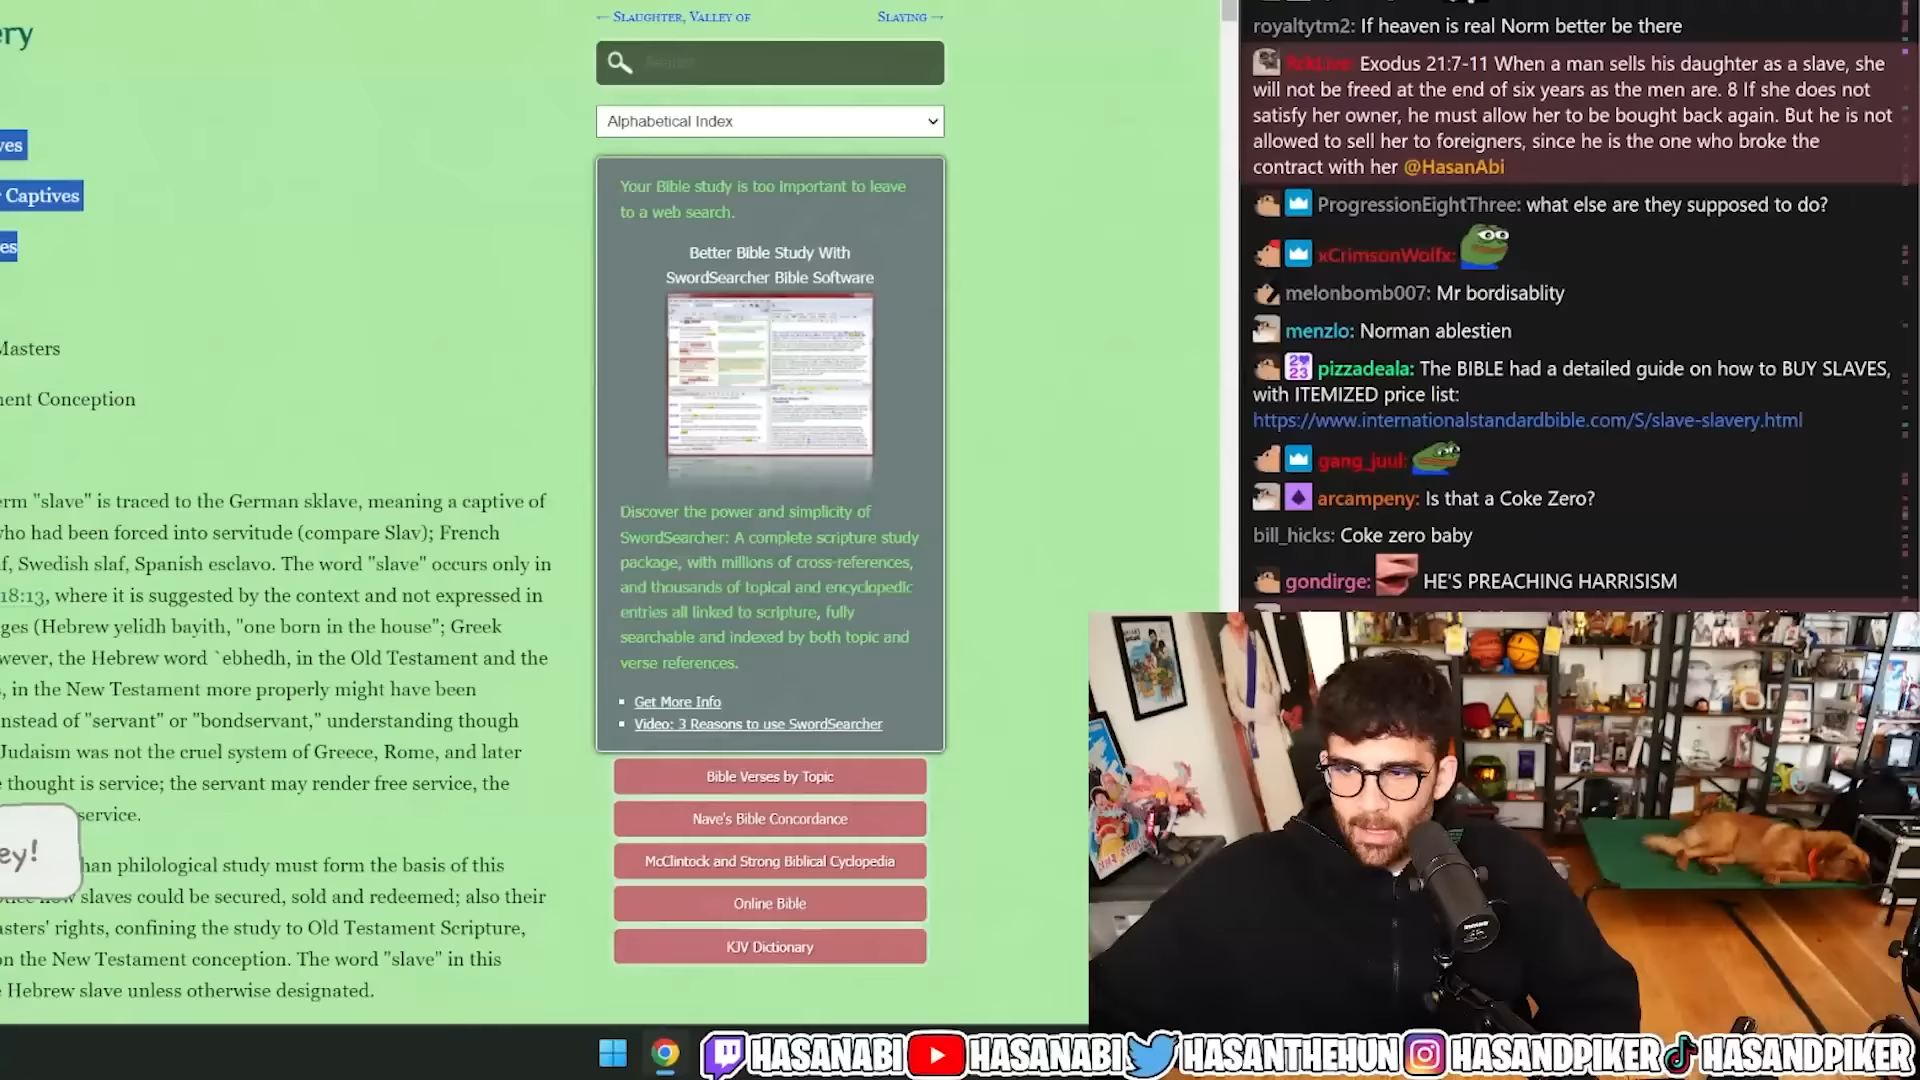 ery
ves
r Captives
es
Masters
nent Conception
erm "slave" is traced to the German sklave, meaning a captive of
who had been forced into servitude (compare Slav); French
f, Swedish slaf, Spanish esclavo. The word "slave" occurs only in
18:13, where it is suggested by the context and not expressed in
ges (Hebrew yelidh bayith, "one born in the house"; Greek
wever, the Hebrew word `ebhedh, in the Old Testament and the
, in the New Testament more properly might have been
instead of "servant" or "bondservant," understanding though
Judaism was not the cruel system of Greece, Rome, and later
e thought is service; the servant may render free service, the
service.
ey!
han philological study must form the basis of this
slaves could be secured, sold and redeemed; also their
asters' rights, confining the study to Old Testament Scripture,
on the New Testament conception. The word "slave" in this
e Hebrew slave unless otherwise designated.
← Slaughter, Valley of
Slaying →
Search
Alphabetical Index
Your Bible study is too important to leave
to a web search.
Better Bible Study With
SwordSearcher Bible Software
Discover the power and simplicity of
SwordSearcher: A complete scripture study
package, with millions of cross-references,
and thousands of topical and encyclopedic
entries all linked to scripture, fully
searchable and indexed by both topic and
verse references.
Get More Info
Video: 3 Reasons to use SwordSearcher
Bible Verses by Topic
Nave's Bible Concordance
McClintock and Strong Biblical Cyclopedia
Online Bible
KJV Dictionary
royaltytm2: If heaven is real Norm better be there
RckLive: Exodus 21:7-11 When a man sells his daughter as a slave, she
will not be freed at the end of six years as the men are. 8 If she does not
satisfy her owner, he must allow her to be bought back again. But he is not
allowed to sell her to foreigners, since he is the one who broke the
contract with her @HasanAbi
ProgressionEightThree: what else are they supposed to do?
xCrimsonWolfx:
melonbomb007: Mr bordisablity
menzlo: Norman ablestien
pizzadeala: The BIBLE had a detailed guide on how to BUY SLAVES,
with ITEMIZED price list:
https://www.internationalstandardbible.com/S/slave-slavery.html
gang_juul:
arcampeny: Is that a Coke Zero?
bill_hicks: Coke zero baby
gondirge: HE'S PREACHING HARRISISM
HASANABI HASANABI HASANTHEHUN HASANDPIKER HASANDPIKER